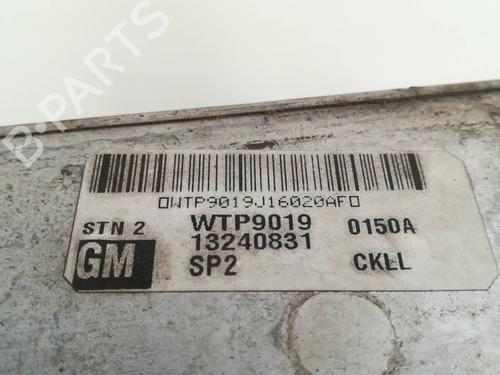 B-PARTS
▯WTP9019J16020AF▯
STN 2 WTP9019 0150A
GM 13240831
SP2 CKLL